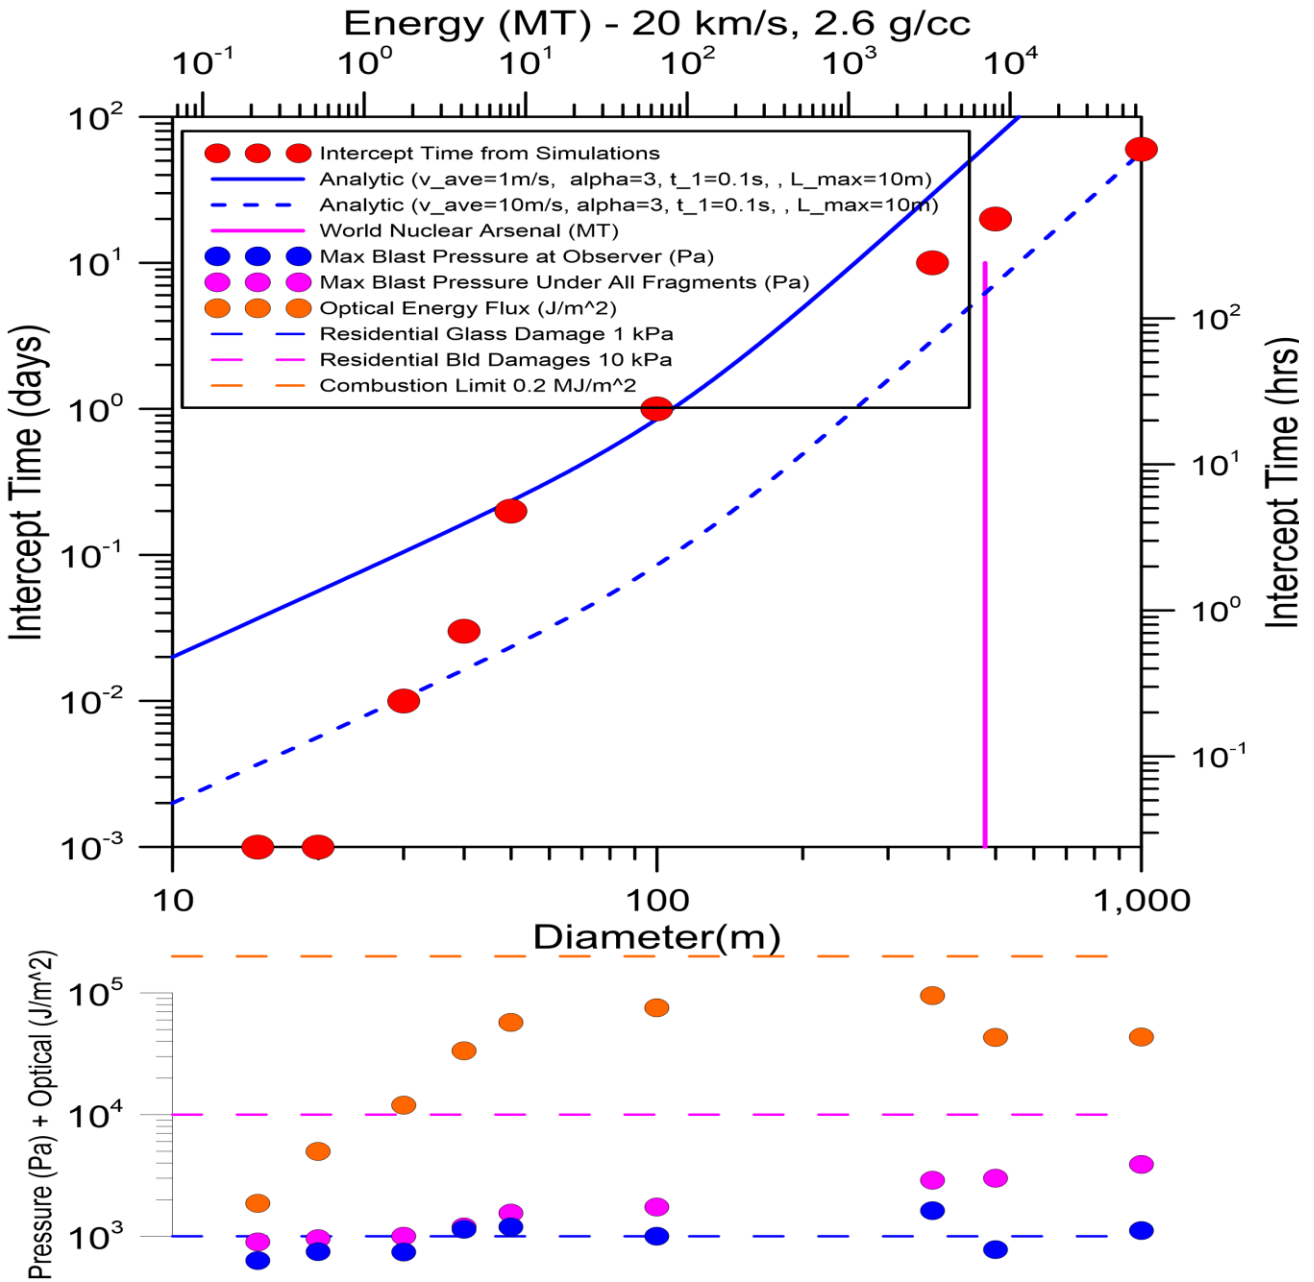 Energy (MT) - 20 km/s, 2.6 g/cc
10^-1 10^0 10^1 10^2 10^3 10^4
Intercept Time from Simulations
Analytic (v_ave=1m/s, alpha=3, t_1=0.1s, , L_max=10m)
Analytic (v_ave=10m/s, alpha=3, t_1=0.1s, , L_max=10m)
World Nuclear Arsenal (MT)
Max Blast Pressure at Observer (Pa)
Max Blast Pressure Under All Fragments (Pa)
Optical Energy Flux (J/m^2)
Residential Glass Damage 1 kPa
Residential Bld Damages 10 kPa
Combustion Limit 0.2 MJ/m^2
Intercept Time (days)
10^2
10^1
10^0
10^-1
10^-2
10^-3
Intercept Time (hrs)
10^2
10^1
10^0
10^-1
10 100 1,000
Diameter(m)
Pressure (Pa) + Optical (J/m^2)
10^5
10^4
10^3